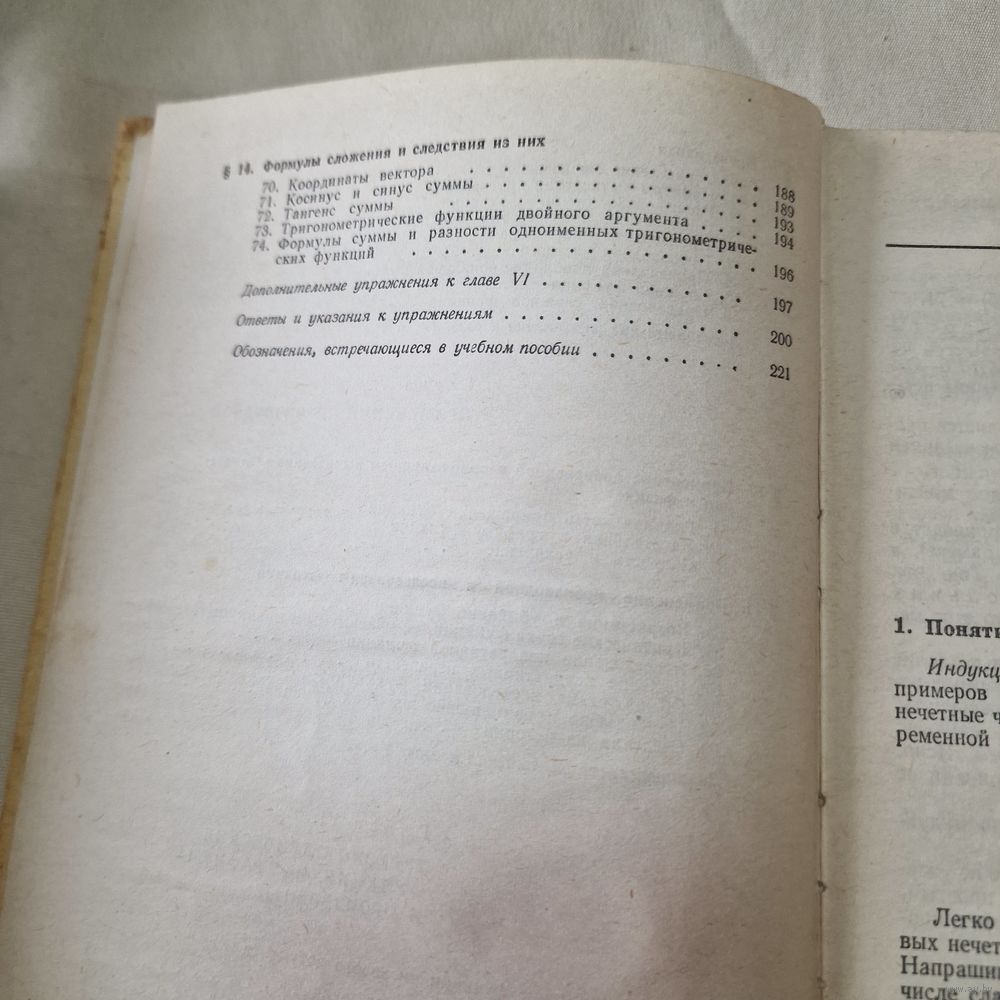 § 14. Формулы сложения и следствия из них
70. Координаты вектора . . . . . . . . . . . . . . . . 188
71. Косинус и синус суммы . . . . . . . . . . . . . . . 189
72. Тангенс суммы . . . . . . . . . . . . . . . . 193
73. Тригонометрические функции двойного аргумента . . . . 194
74. Формулы суммы и разности одноименных тригонометриче-
ских функций . . . . . . . . . . . . . . . . 196
Дополнительные упражнения к главе VI . . . . . . . . . . . 197
Ответы и указания к упражнениям . . . . . . . . . . . . . 200
Обозначения, встречающиеся в учебном пособии . . . . . . . . . 221
1. Поняти
Индукц
примеров
нечетные ч
ременной
Легко
вых нечет
Напраши
числе сла